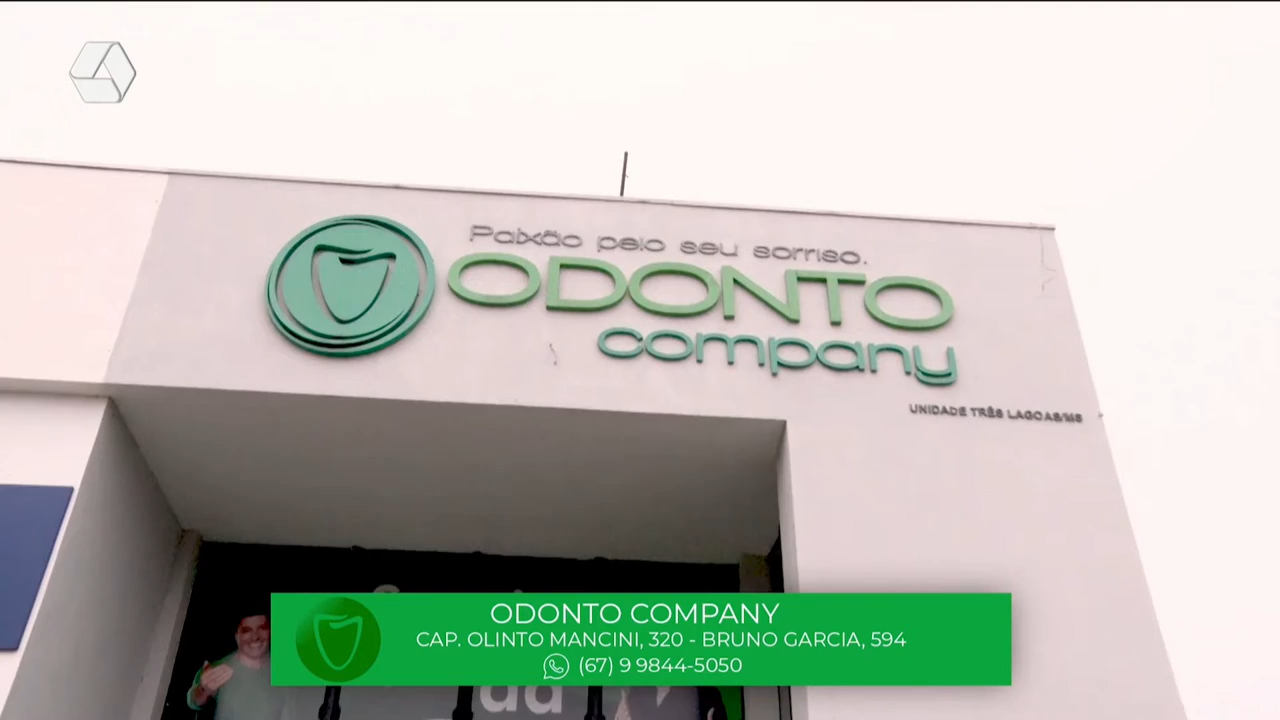 Paixão pelo seu sorriso.
ODONTO
company
UNIDADE TRÊS LAGOAS/MS
da
ODONTO COMPANY
CAP. OLINTO MANCINI, 320 - BRUNO GARCIA, 594
(67) 9 9844-5050